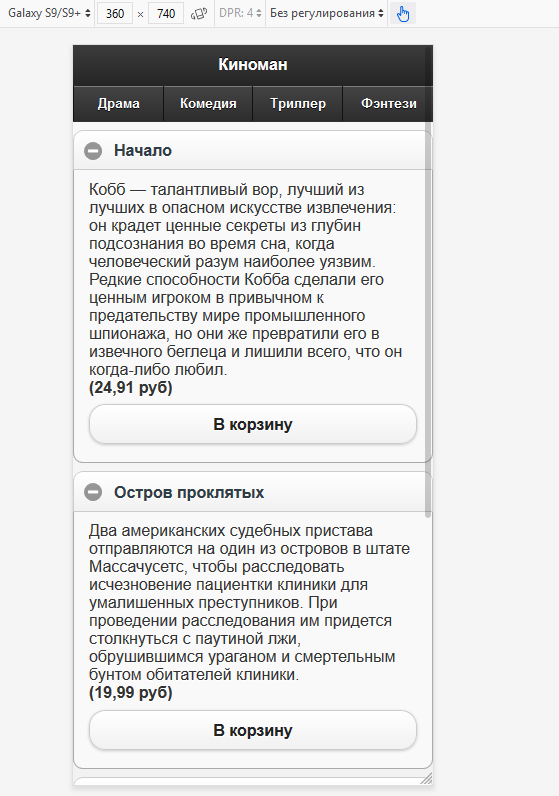 Galaxy S9/S9+ 360 × 740 DPR: 4 Без регулирования
Киноман
Драма Комедия Триллер Фэнтези
Начало
Кобб — талантливый вор, лучший из
лучших в опасном искусстве извлечения:
он крадет ценные секреты из глубин
подсознания во время сна, когда
человеческий разум наиболее уязвим.
Редкие способности Кобба сделали его
ценным игроком в привычном к
предательству мире промышленного
шпионажа, но они же превратили его в
извечного беглеца и лишили всего, что он
когда-либо любил.
(24,91 руб)
В корзину
Остров проклятых
Два американских судебных пристава
отправляются на один из островов в штате
Массачусетс, чтобы расследовать
исчезновение пациентки клиники для
умалишенных преступников. При
проведении расследования им придется
столкнуться с паутиной лжи,
обрушившимся ураганом и смертельным
бунтом обитателей клиники.
(19,99 руб)
В корзину